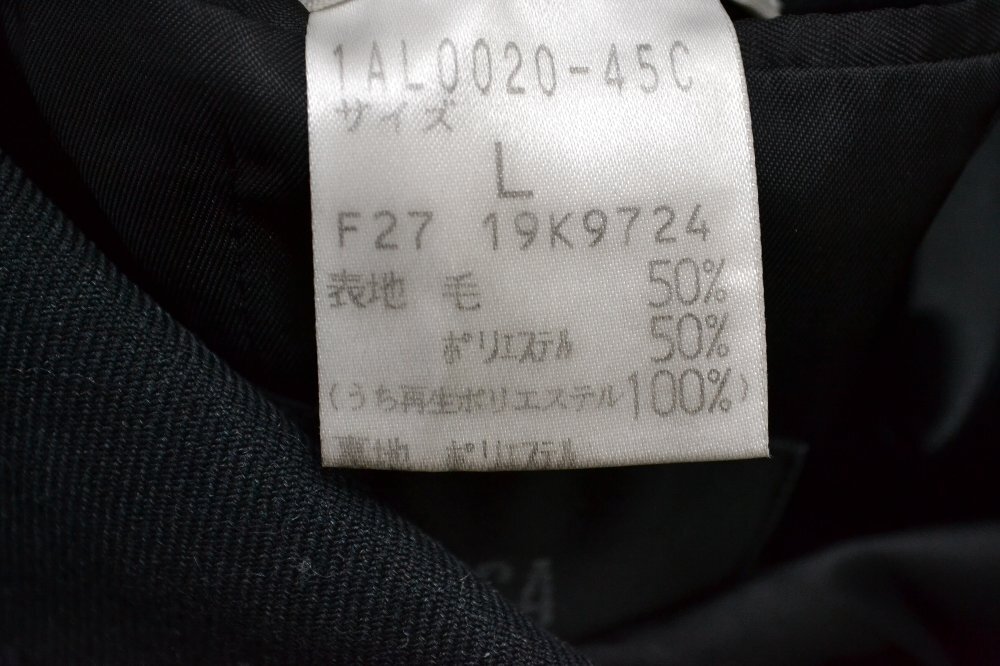 1AL0020-45C
サイズ
L
F27 19K9724
表地 毛 50%
ポリエステル 50%
(うち再生ポリエステル100%)
裏地 ポリエステル